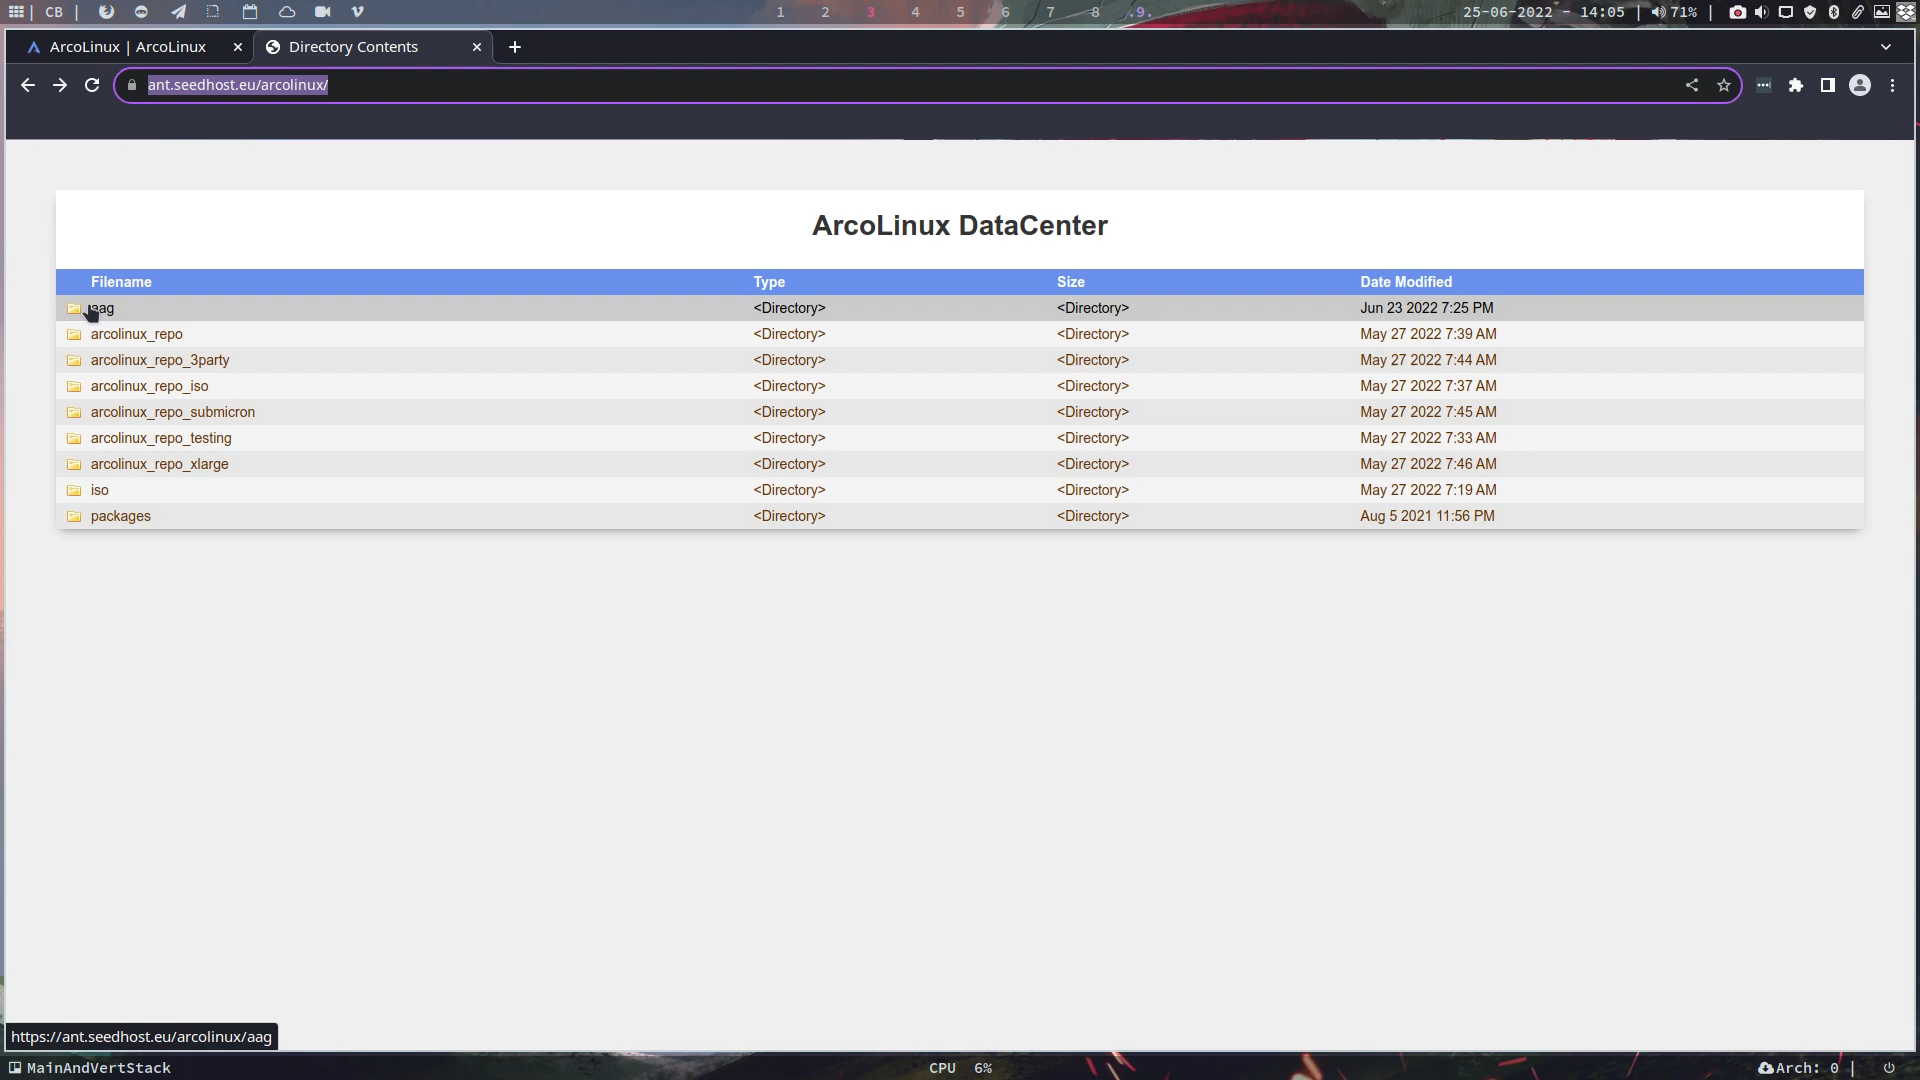 CB 1 2 3 4 5 6 7 8 .9. 25-06-2022 - 14:05 | 71% |
ArcoLinux | ArcoLinux Directory Contents
ant.seedhost.eu/arcolinux/
ArcoLinux DataCenter
Filename Type Size Date Modified
aag <Directory> <Directory> Jun 23 2022 7:25 PM
arcolinux_repo <Directory> <Directory> May 27 2022 7:39 AM
arcolinux_repo_3party <Directory> <Directory> May 27 2022 7:44 AM
arcolinux_repo_iso <Directory> <Directory> May 27 2022 7:37 AM
arcolinux_repo_submicron <Directory> <Directory> May 27 2022 7:45 AM
arcolinux_repo_testing <Directory> <Directory> May 27 2022 7:33 AM
arcolinux_repo_xlarge <Directory> <Directory> May 27 2022 7:46 AM
iso <Directory> <Directory> May 27 2022 7:19 AM
packages <Directory> <Directory> Aug 5 2021 11:56 PM
https://ant.seedhost.eu/arcolinux/aag
MainAndVertStack CPU 6% Arch: 0 |